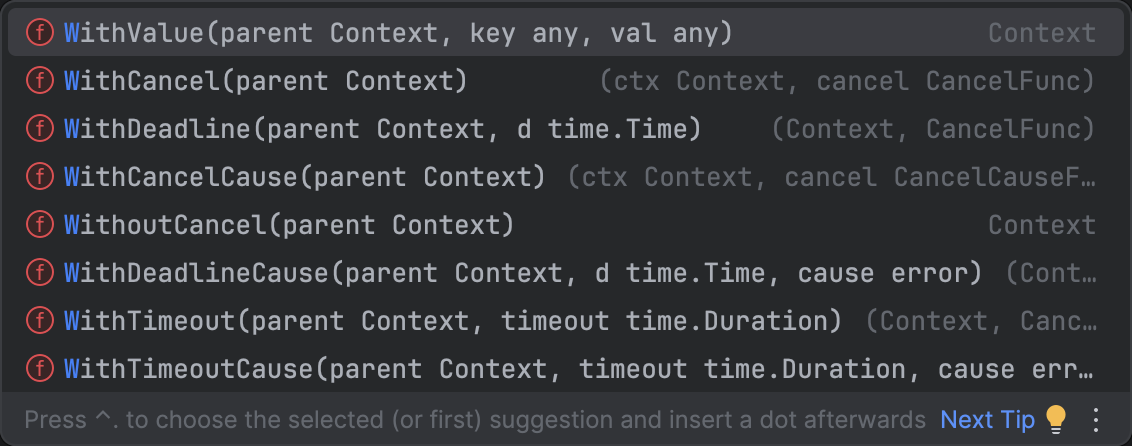 WithValue(parent Context, key any, val any) Context
WithCancel(parent Context) (ctx Context, cancel CancelFunc)
WithDeadline(parent Context, d time.Time) (Context, CancelFunc)
WithCancelCause(parent Context) (ctx Context, cancel CancelCauseF…
WithoutCancel(parent Context) Context
WithDeadlineCause(parent Context, d time.Time, cause error) (Cont…
WithTimeout(parent Context, timeout time.Duration) (Context, Canc…
WithTimeoutCause(parent Context, timeout time.Duration, cause err…
Press ^. to choose the selected (or first) suggestion and insert a dot afterwards Next Tip